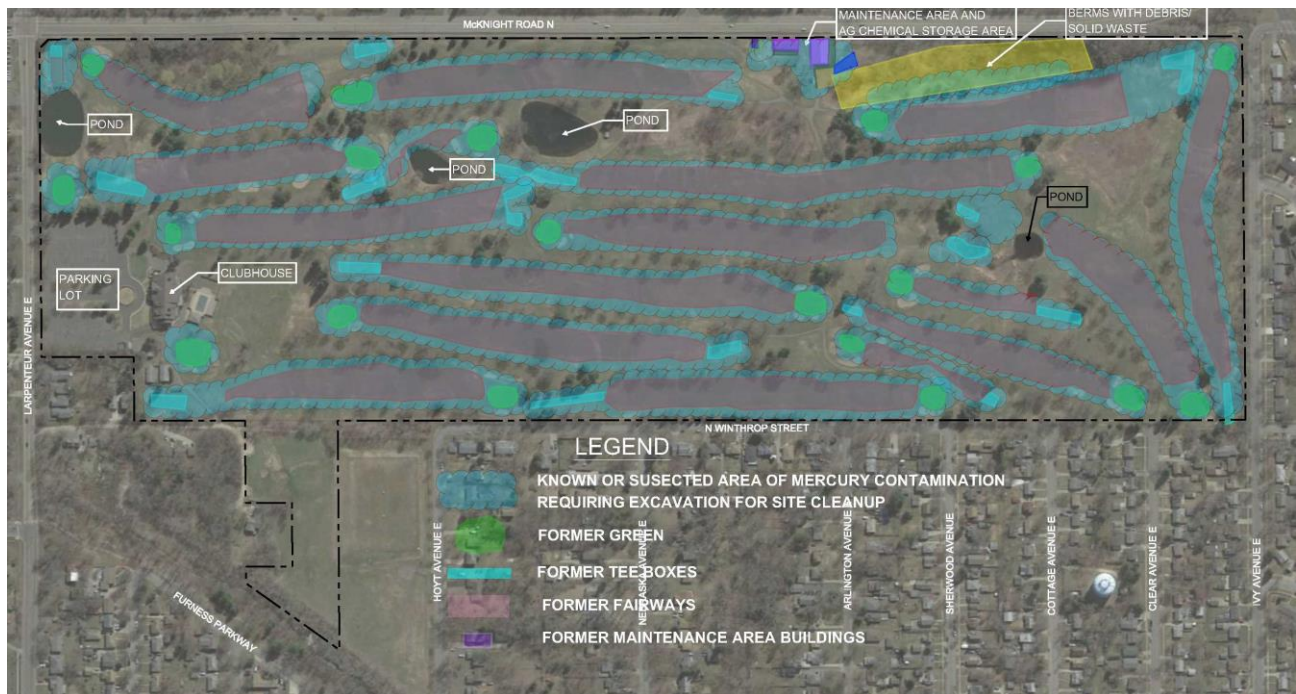 McKNIGHT ROAD N
MAINTENANCE AREA AND
AG CHEMICAL STORAGE AREA
BERMS WITH DEBRIS/
SOLID WASTE
POND
POND
POND
POND
CLUBHOUSE
PARKING
LOT
LARPENTEUR AVENUE E
N WINTHROP STREET
LEGEND
KNOWN OR SUSECTED AREA OF MERCURY CONTAMINATION
REQUIRING EXCAVATION FOR SITE CLEANUP
FORMER GREEN
FORMER TEE BOXES
FORMER FAIRWAYS
FORMER MAINTENANCE AREA BUILDINGS
FURNESS PARKWAY
HOYT AVENUE E
NEBRASKA AVENUE E
ARLINGTON AVENUE E
SHERWOOD AVENUE E
COTTAGE AVENUE E
CLEAR AVENUE E
IVY AVENUE E